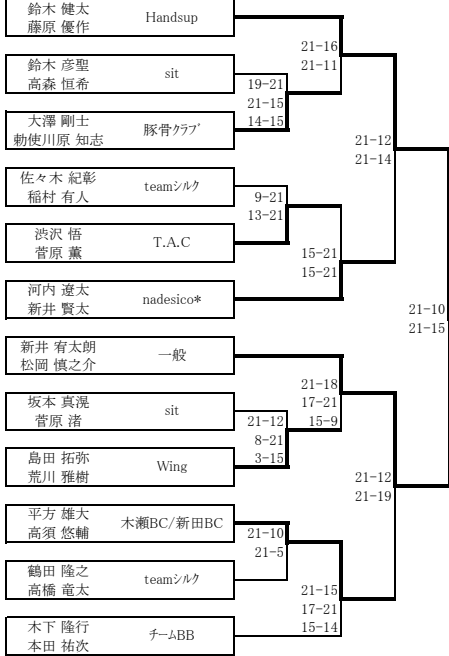 鈴木 健太
藤原 優作
Handsup
21-16
21-11
鈴木 彦聖
高森 恒希
sit
19-21
21-15
14-15
大澤 剛士
勅使川原 知志
豚骨ｸﾗﾌﾞ
21-12
21-14
佐々木 紀彰
稲村 有人
teamｼﾙｸ
9-21
13-21
渋沢 悟
菅原 薫
T.A.C
15-21
15-21
河内 遼太
新井 賢太
nadesico*
21-10
21-15
新井 宥太朗
松岡 慎之介
一般
21-18
17-21
15-9
坂本 真滉
菅原 渚
sit
21-12
8-21
3-15
島田 拓弥
荒川 雅樹
Wing
21-12
21-19
平方 雄大
高須 悠輔
木瀬BC/新田BC
21-10
21-5
鶴田 隆之
高橋 竜太
teamｼﾙｸ
21-15
17-21
15-14
木下 隆行
本田 祐次
ﾁｰﾑBB